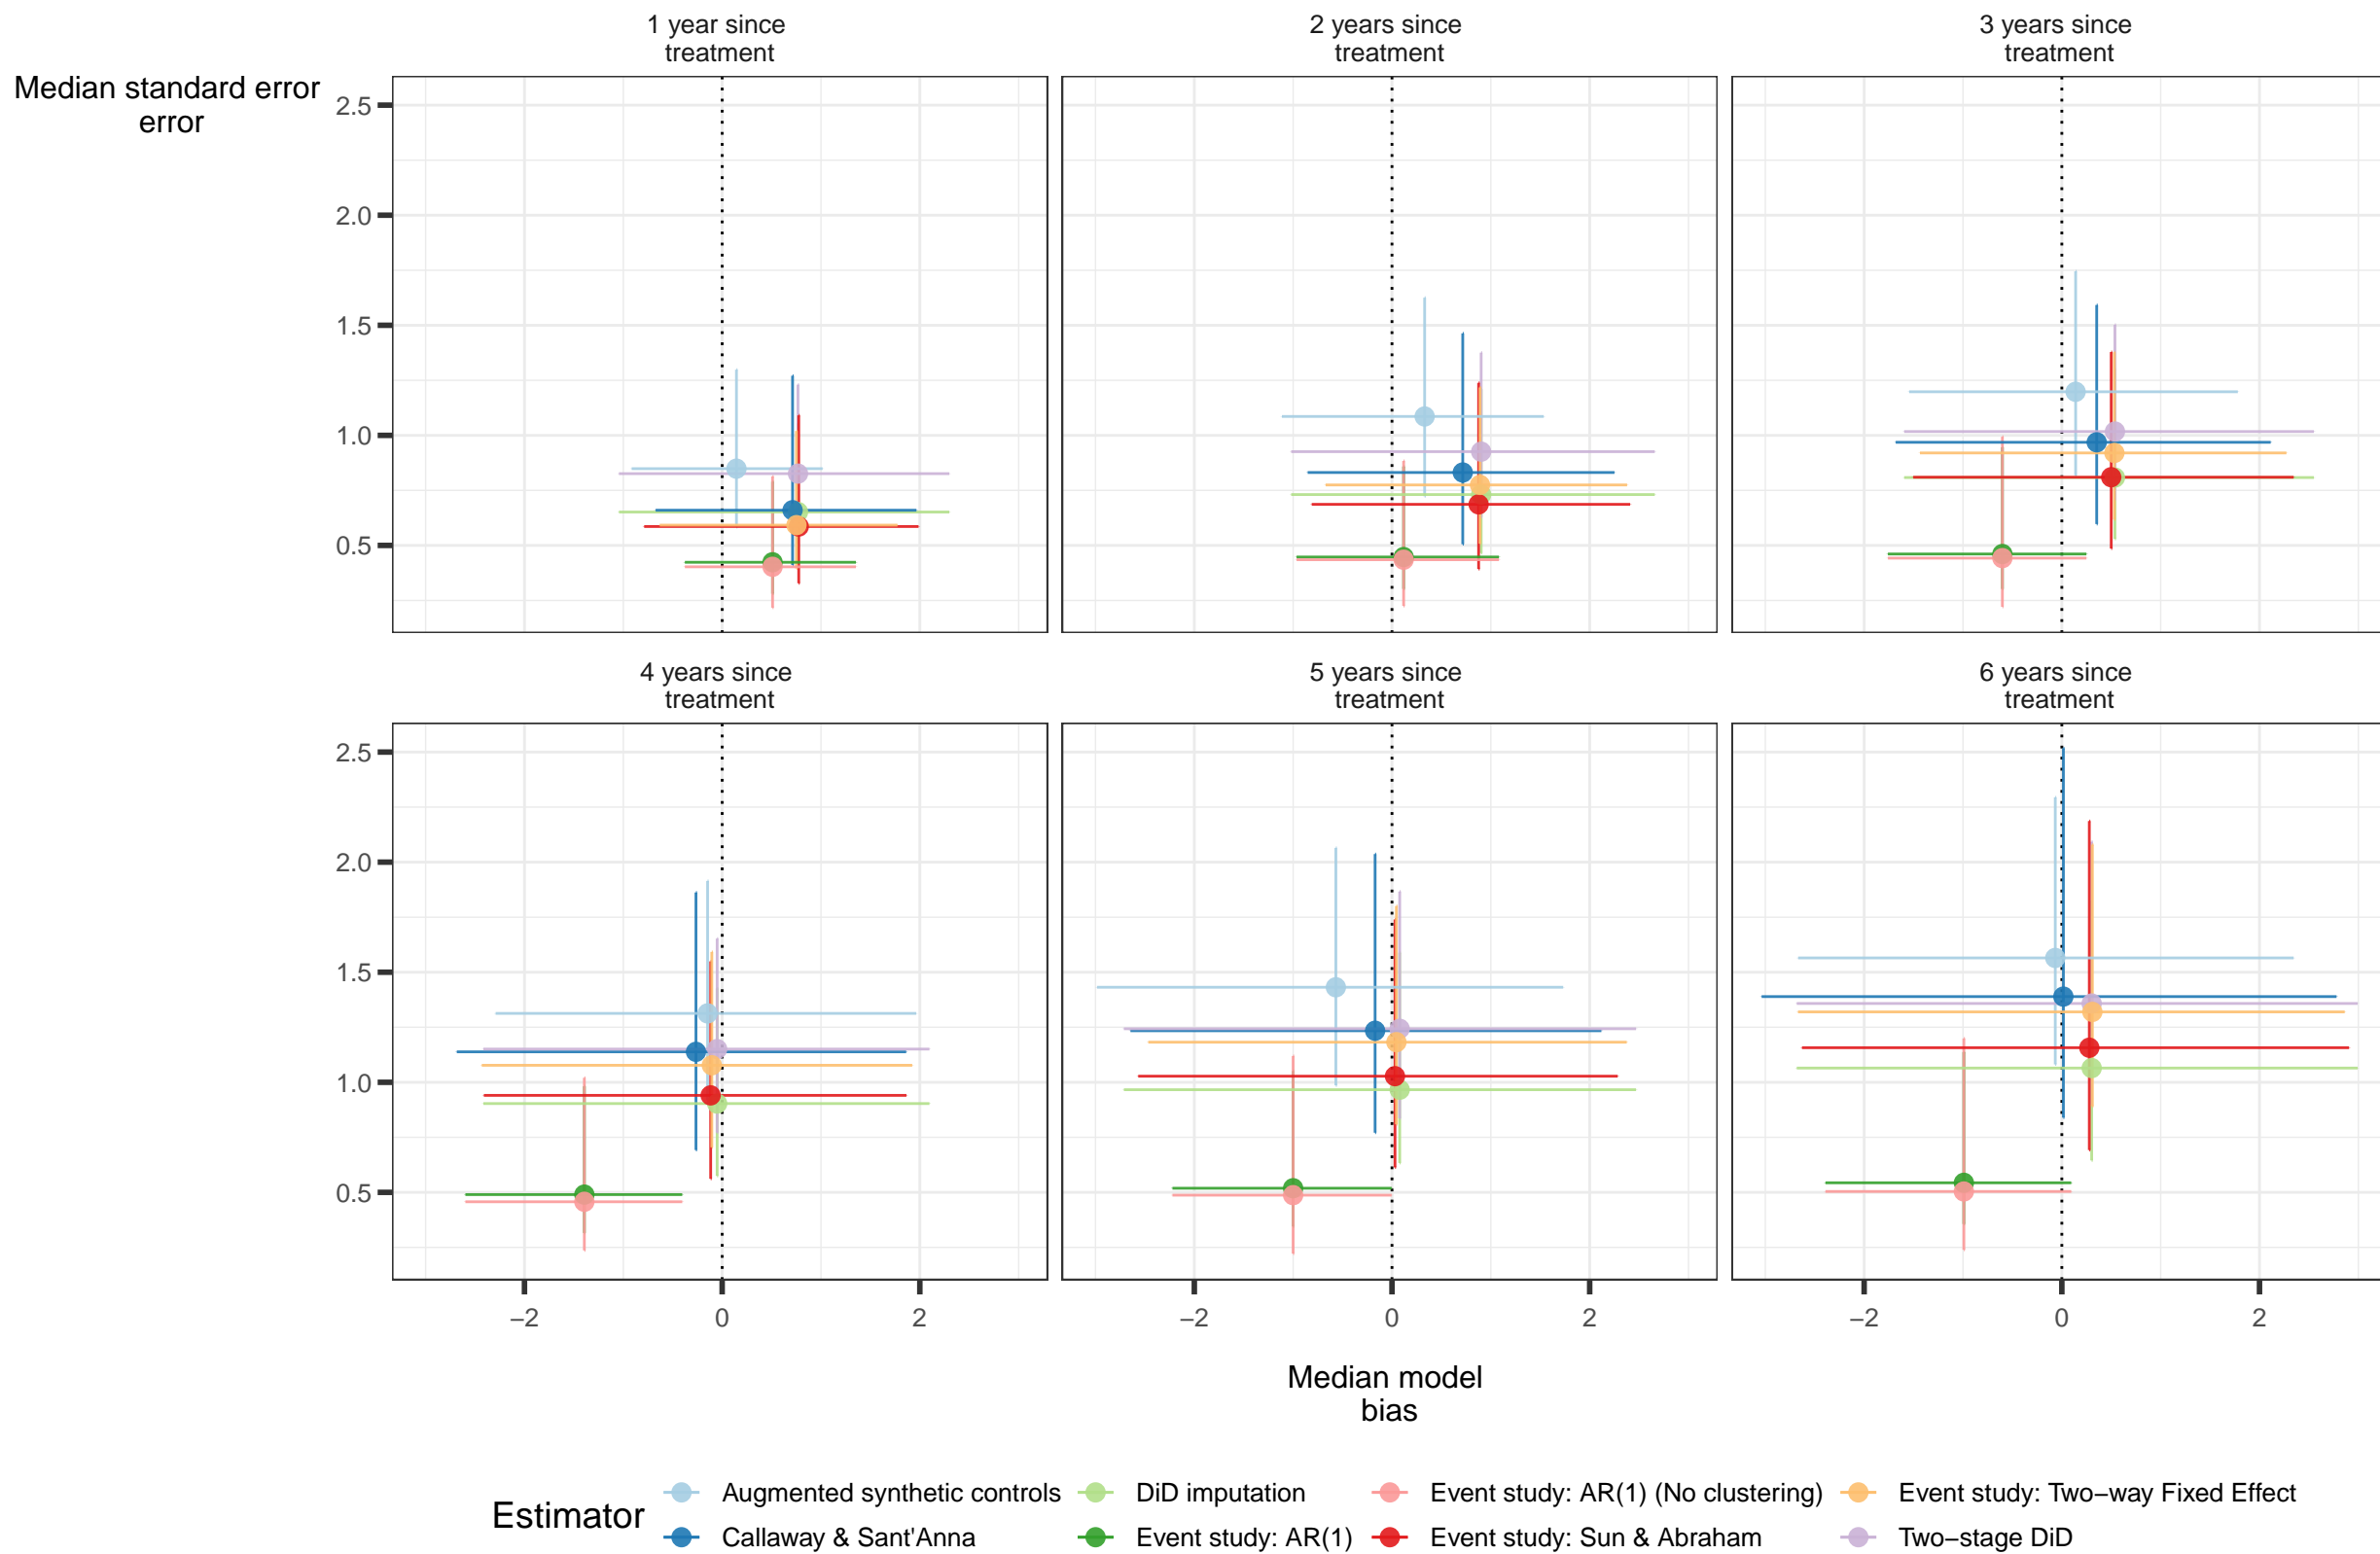 1 year since
treatment
2 years since
treatment
3 years since
treatment
Median standard error
error
2.5
2.0
1.5
1.0
0.5
4 years since
treatment
5 years since
treatment
6 years since
treatment
2.5
2.0
1.5
1.0
0.5
−2 0 2
−2 0 2
−2 0 2
Median model
bias
Estimator
Augmented synthetic controls
Callaway & Sant'Anna
DiD imputation
Event study: AR(1)
Event study: AR(1) (No clustering)
Event study: Sun & Abraham
Event study: Two−way Fixed Effect
Two−stage DiD